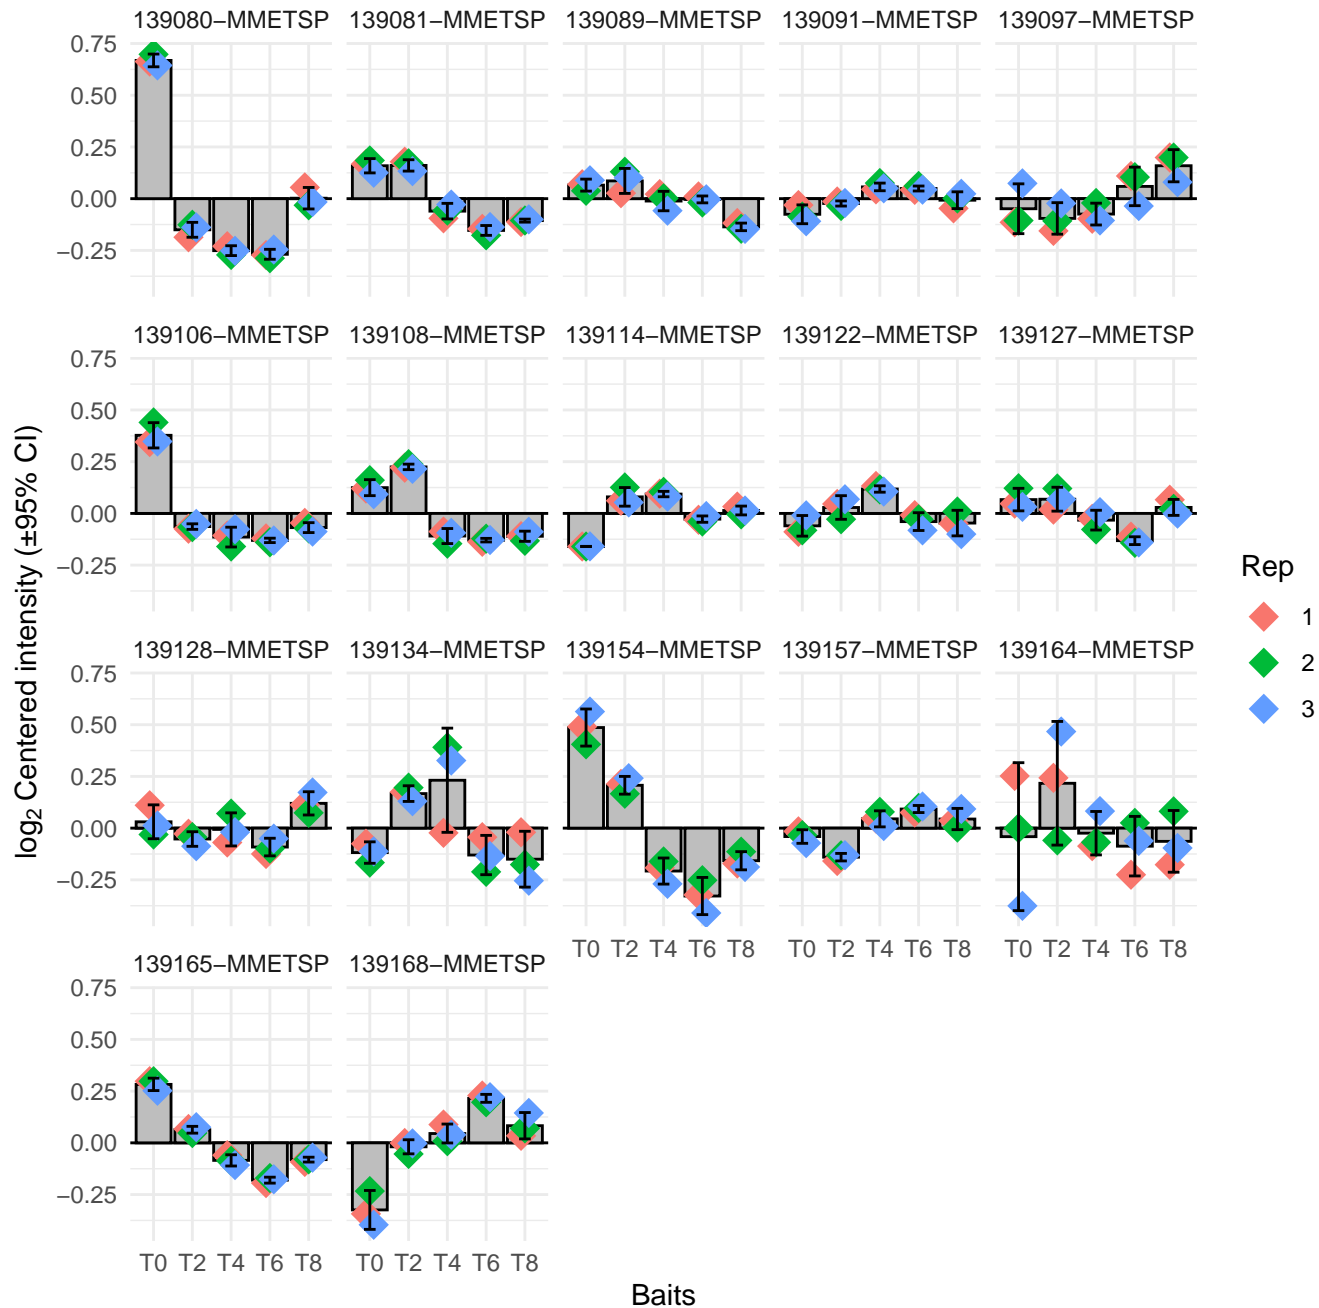 139080−MMETSP 139081−MMETSP 139089−MMETSP 139091−MMETSP 139097−MMETSP
0.75
0.50
0.25
0.00
−0.25
139106−MMETSP 139108−MMETSP 139114−MMETSP 139122−MMETSP 139127−MMETSP
0.75
0.50
0.25
0.00
−0.25
139128−MMETSP 139134−MMETSP 139154−MMETSP 139157−MMETSP 139164−MMETSP
0.75
0.50
0.25
0.00
−0.25
T0 T2 T4 T6 T8 T0 T2 T4 T6 T8 T0 T2 T4 T6 T8
139165−MMETSP 139168−MMETSP
0.75
0.50
0.25
0.00
−0.25
T0 T2 T4 T6 T8 T0 T2 T4 T6 T8
Baits
log₂ Centered intensity (±95% CI)
Rep
1
2
3